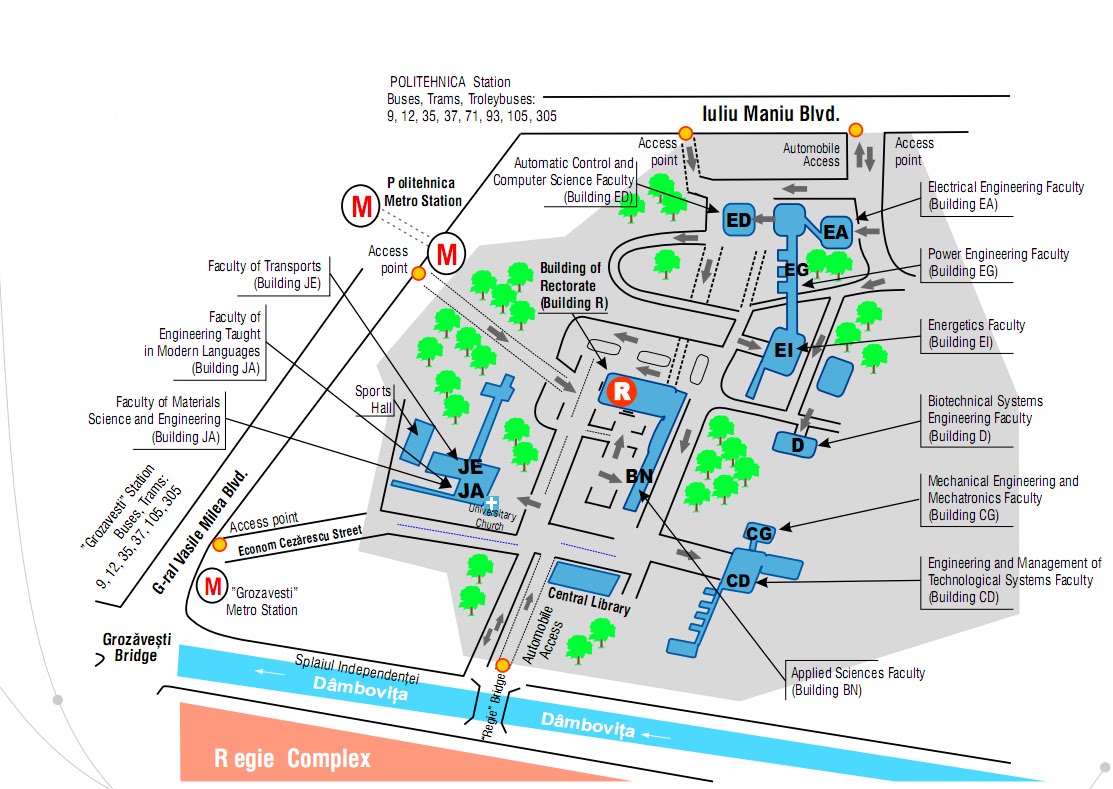 POLITEHNICA Station
Buses, Trams, Troleybuses:
9, 12, 35, 37, 71, 93, 105, 305
Iuliu Maniu Blvd.
Access
point
Automobile
Access
Access
point
Automatic Control and
Computer Science Faculty
(Building ED)
Politehnica
Metro Station
M
M
Access
point
ED
EA
EG
EI
Electrical Engineering Faculty
(Building EA)
Power Engineering Faculty
(Building EG)
Energetics Faculty
(Building EI)
Building of
Rectorate
(Building R)
Faculty of Transports
(Building JE)
Faculty of
Engineering Taught
in Modern Languages
(Building JA)
Faculty of Materials
Science and Engineering
(Building JA)
Sports
Hall
R
BN
D
JE
JA
Universitary
Church
Biotechnical Systems
Engineering Faculty
(Building D)
Mechanical Engineering and
Mechatronics Faculty
(Building CG)
CG
CD
Engineering and Management of
Technological Systems Faculty
(Building CD)
"Grozavesti" Station
Buses, Trams:
9, 12, 35, 37, 105, 305
G-ral Vasile Milea Blvd.
Access point
Econom Cezărescu Street
M
"Grozavesti"
Metro Station
Central Library
Automobile
Access
Applied Sciences Faculty
(Building BN)
Grozăveşti
Bridge
Splaiul Independenţei
Dâmboviţa
"Regie" Bridge
Dâmboviţa
Regie Complex